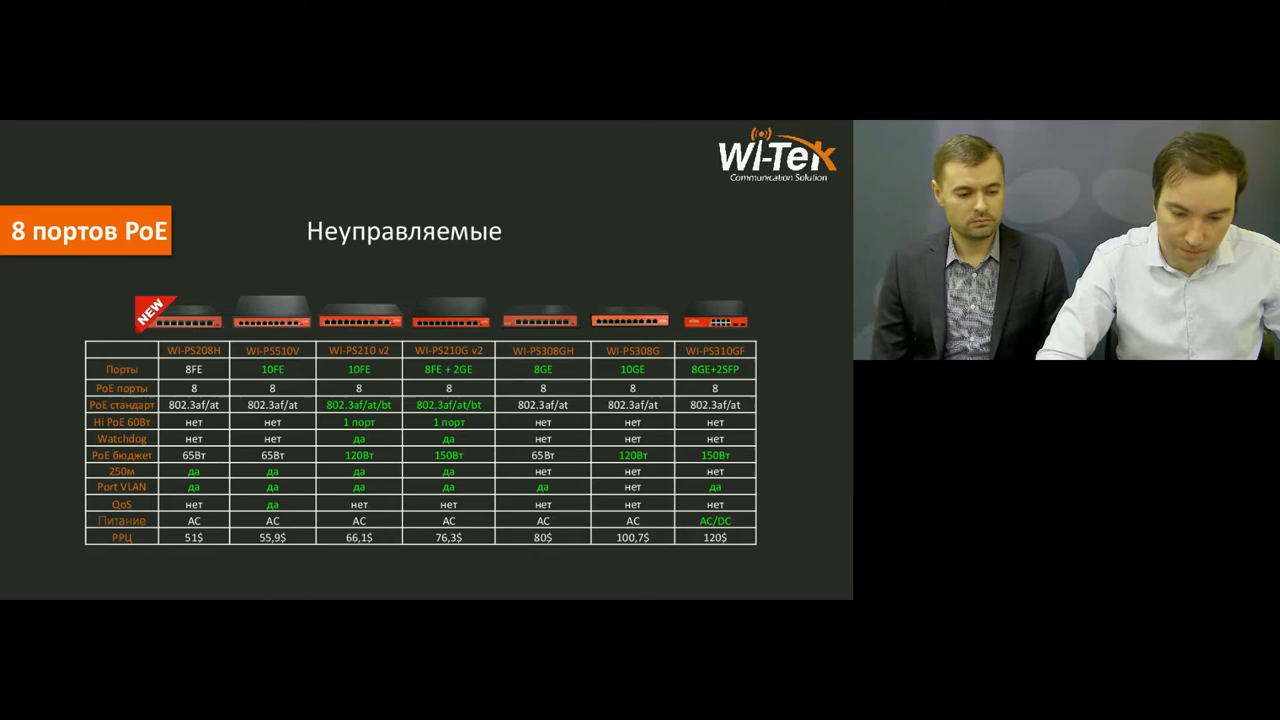 WI-TEK
Communication Solution
8 портов PoE
Неуправляемые
NEW
WI-PS208H WI-PS510V WI-PS210 v2 WI-PS210G v2 WI-PS308GH WI-PS308G WI-PS310GF
Порты 8FE 10FE 10FE 8FE + 2GE 8GE 10GE 8GE+2SFP
PoE порты 8 8 8 8 8 8 8
PoE стандарт 802.3af/at 802.3af/at 802.3af/at/bt 802.3af/at/bt 802.3af/at 802.3af/at 802.3af/at
Hi PoE 60Вт нет нет 1 порт 1 порт нет нет нет
Watchdog нет нет да да нет нет нет
PoE бюджет 65Вт 65Вт 120Вт 150Вт 65Вт 120Вт 150Вт
250м да да да да нет нет нет
Port VLAN да да да да да нет да
QoS нет да нет нет нет нет нет
Питание AC AC AC AC AC AC AC/DC
РРЦ 51$ 55,9$ 66,1$ 76,3$ 80$ 100,7$ 120$